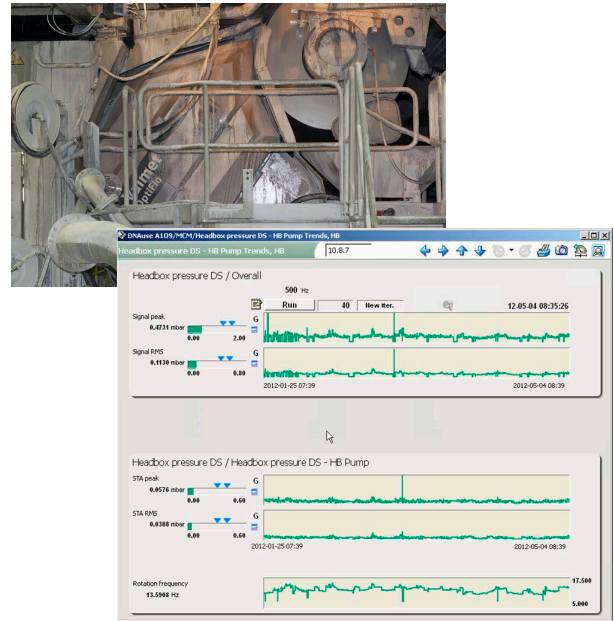 DNAuse A1O9/MCM/Headbox pressure DS - HB Pump Trends, HB
Headbox pressure DS - HB Pump Trends, HB 10.8.7
Headbox pressure DS / Overall
500 Hz
Run 40 New iter. 12-05-04 08:35:26
Signal peak
G
0.4731 mbar
0.00 2.00
Signal RMS
G
0.1130 mbar
0.00 0.80
2012-01-25 07:39 2012-05-04 08:39
Headbox pressure DS / Headbox pressure DS - HB Pump
STA peak
G
0.0576 mbar
0.00 0.60
STA RMS
G
0.0388 mbar
0.00 0.60
2012-01-25 07:39 2012-05-04 08:39
Rotation frequency
17.500
13.5908 Hz
5.000